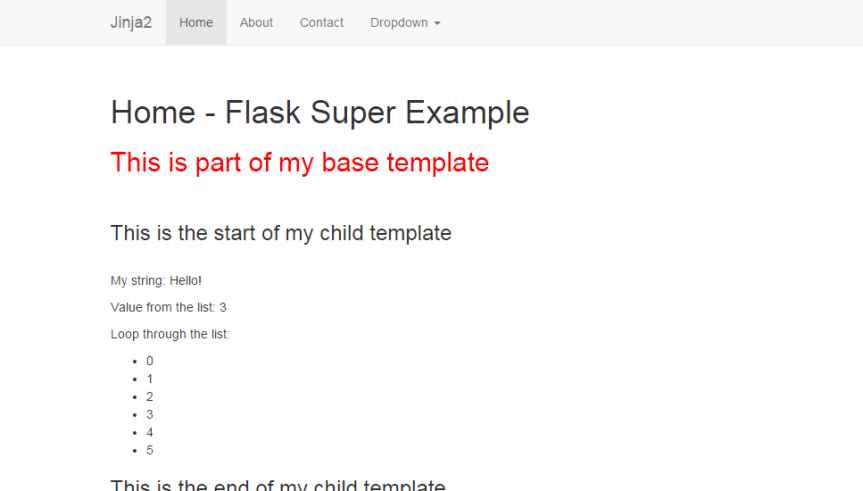 Jinja2 Home About Contact Dropdown
Home - Flask Super Example
This is part of my base template
This is the start of my child template
My string: Hello!
Value from the list: 3
Loop through the list:
• 0
• 1
• 2
• 3
• 4
• 5
This is the end of my child template